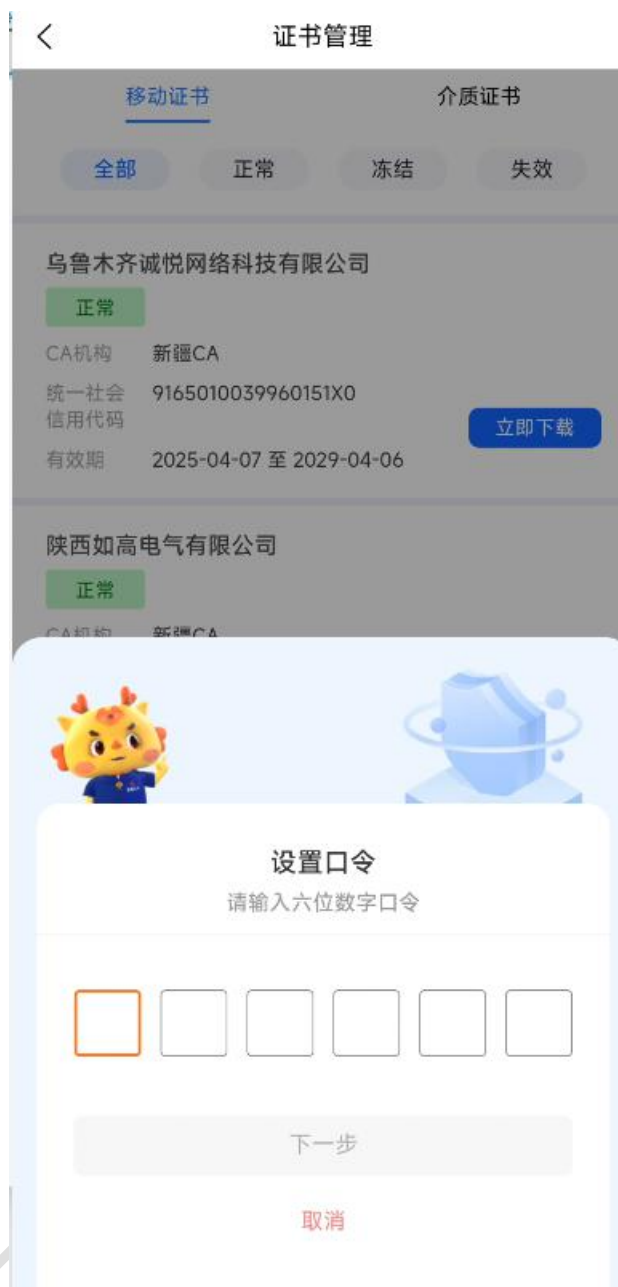 证书管理
移动证书 介质证书
全部 正常 冻结 失效
乌鲁木齐诚悦网络科技有限公司
正常
CA机构 新疆CA
统一社会
信用代码 9165010039960151X0
立即下载
有效期 2025-04-07 至 2029-04-06
陕西如高电气有限公司
正常
CA机构 新疆CA
设置口令
请输入六位数字口令
下一步
取消